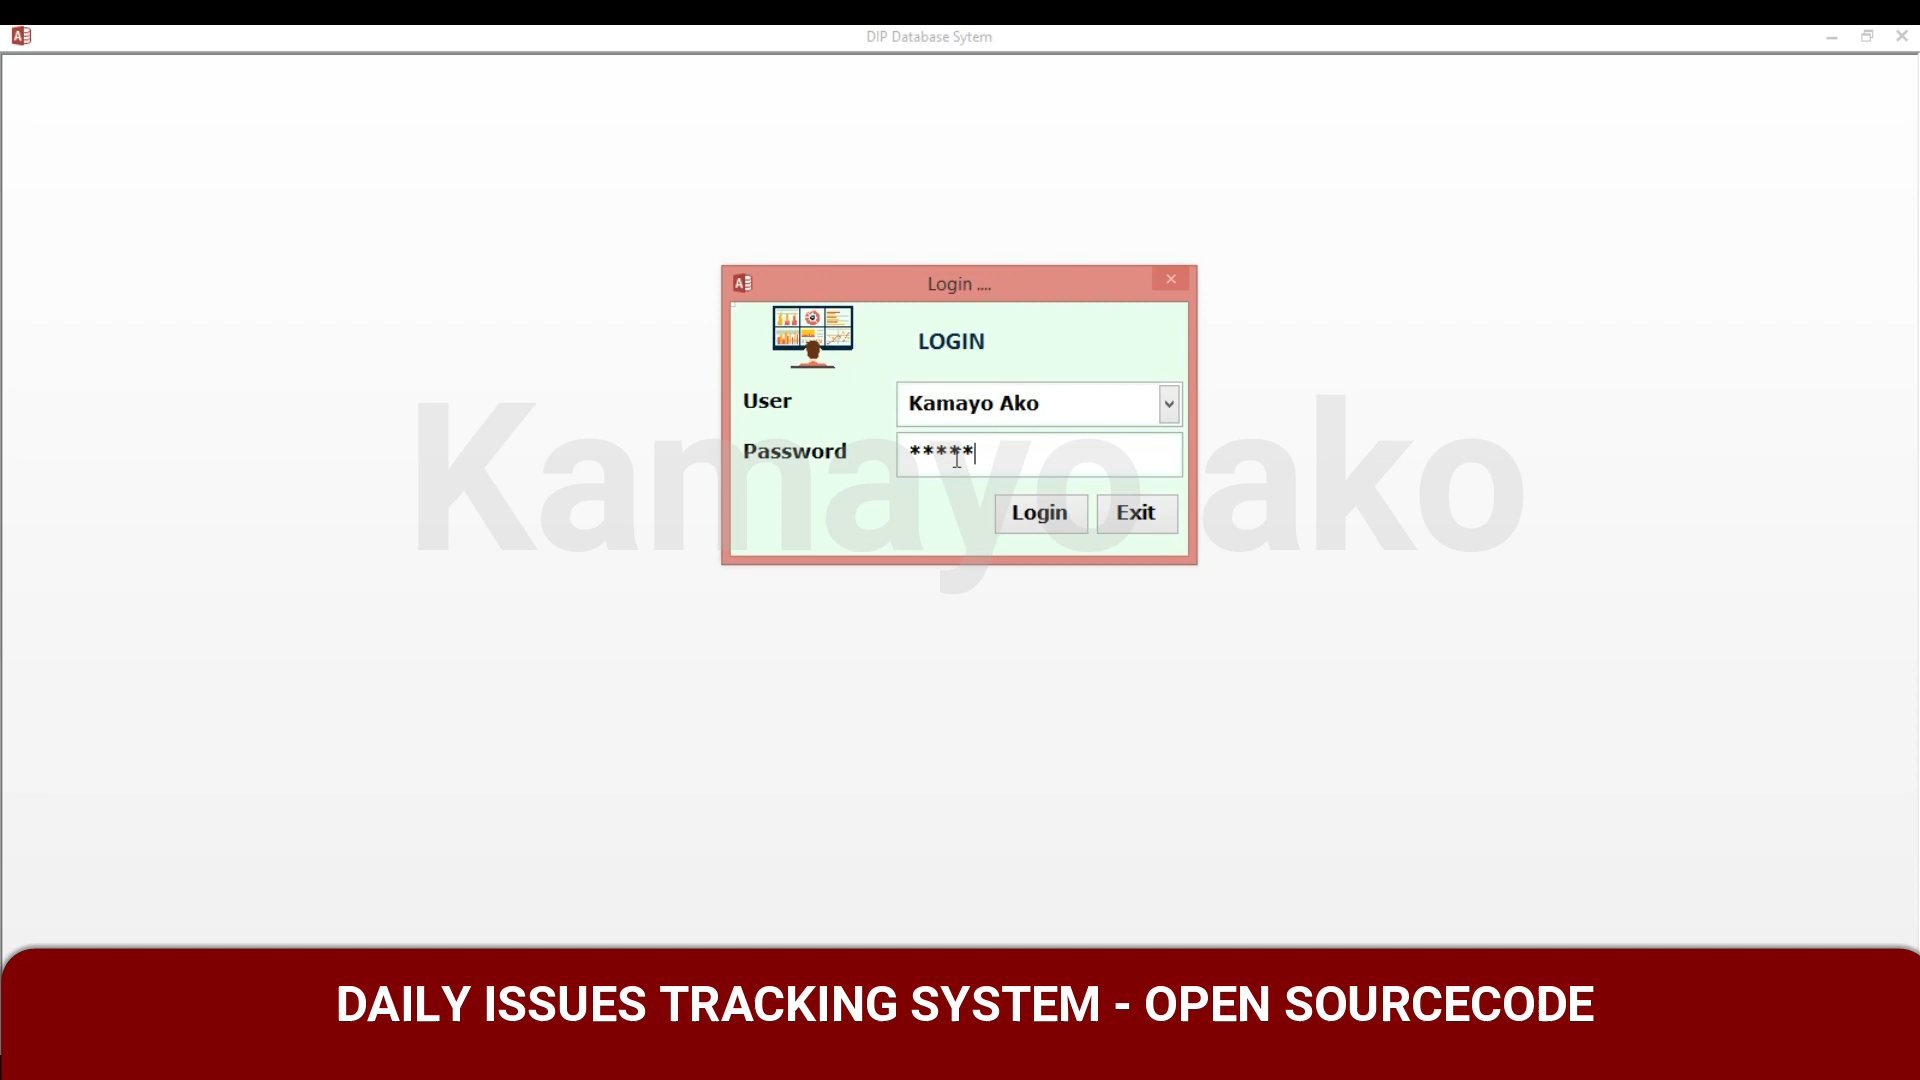 DIP Database Sytem
Login ....
LOGIN
User
Kamayo Ako
Password
*****
Login
Exit
Kamayo ako
DAILY ISSUES TRACKING SYSTEM - OPEN SOURCECODE